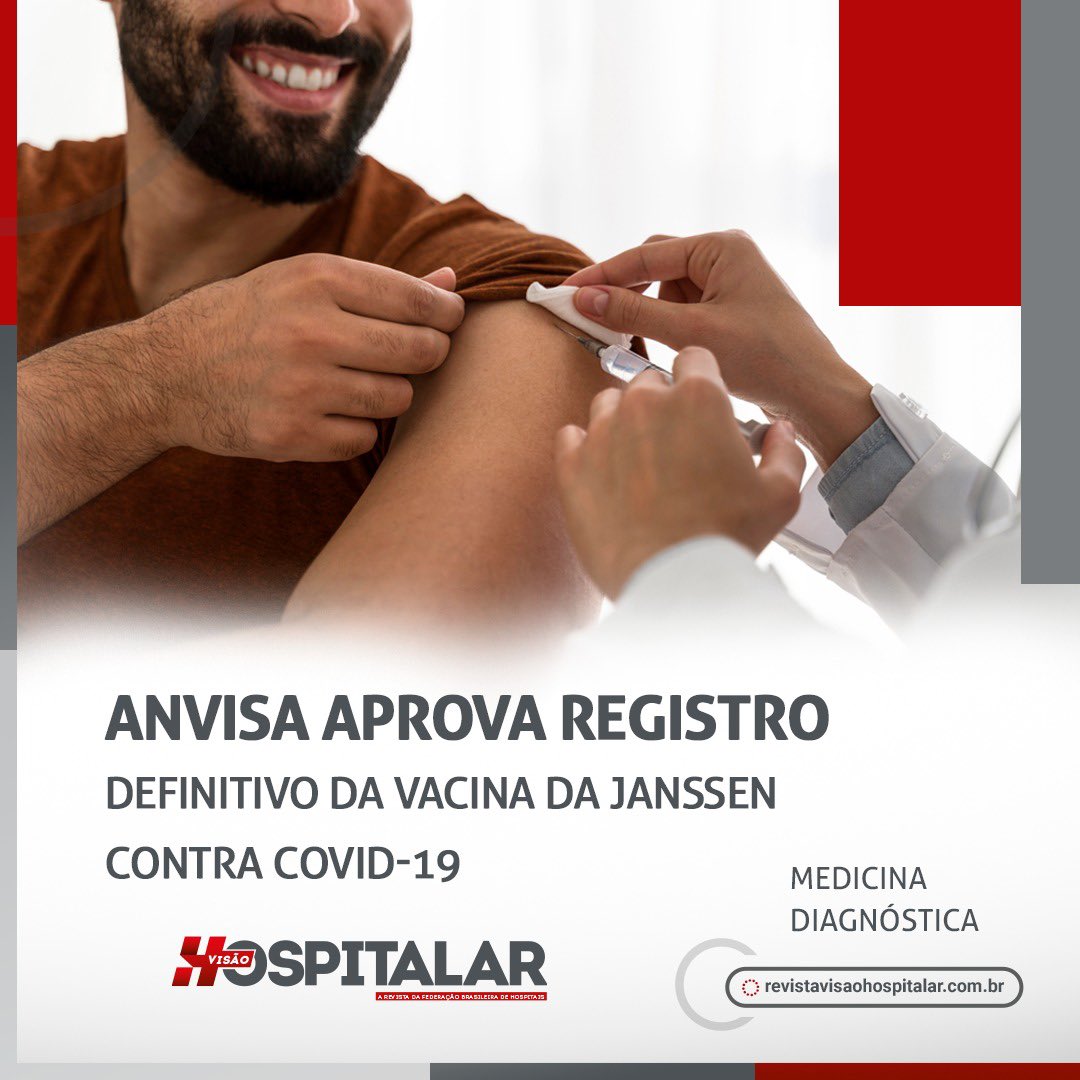 ANVISA APROVA REGISTRO
DEFINITIVO DA VACINA DA JANSSEN
CONTRA COVID-19
MEDICINA
DIAGNÓSTICA
VISÃO
HOSPITALAR
A REVISTA DA FEDERAÇÃO BRASILEIRA DE HOSPITAIS
revistavisaohospitalar.com.br